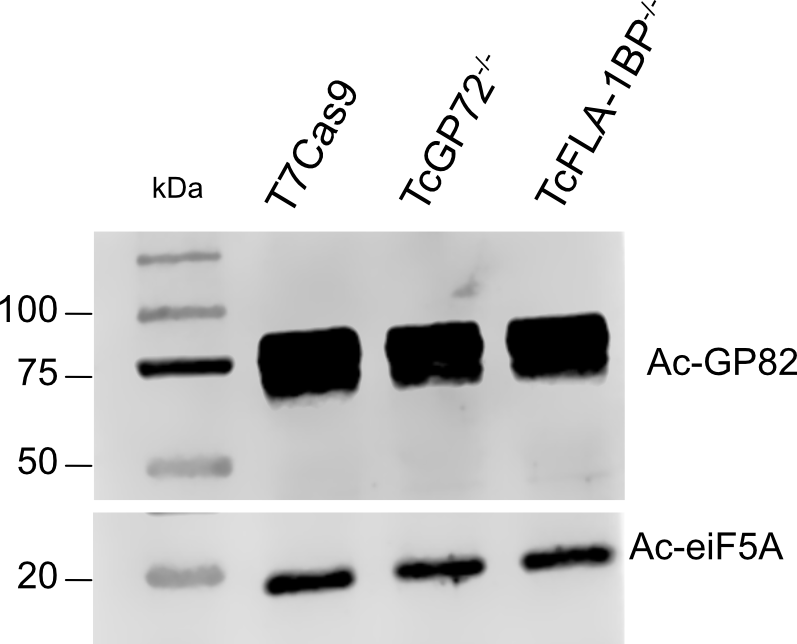 kDa
T7Cas9
TcGP72-/-
TcFLA-1BP-/-
100
75
50
20
Ac-GP82
Ac-eiF5A